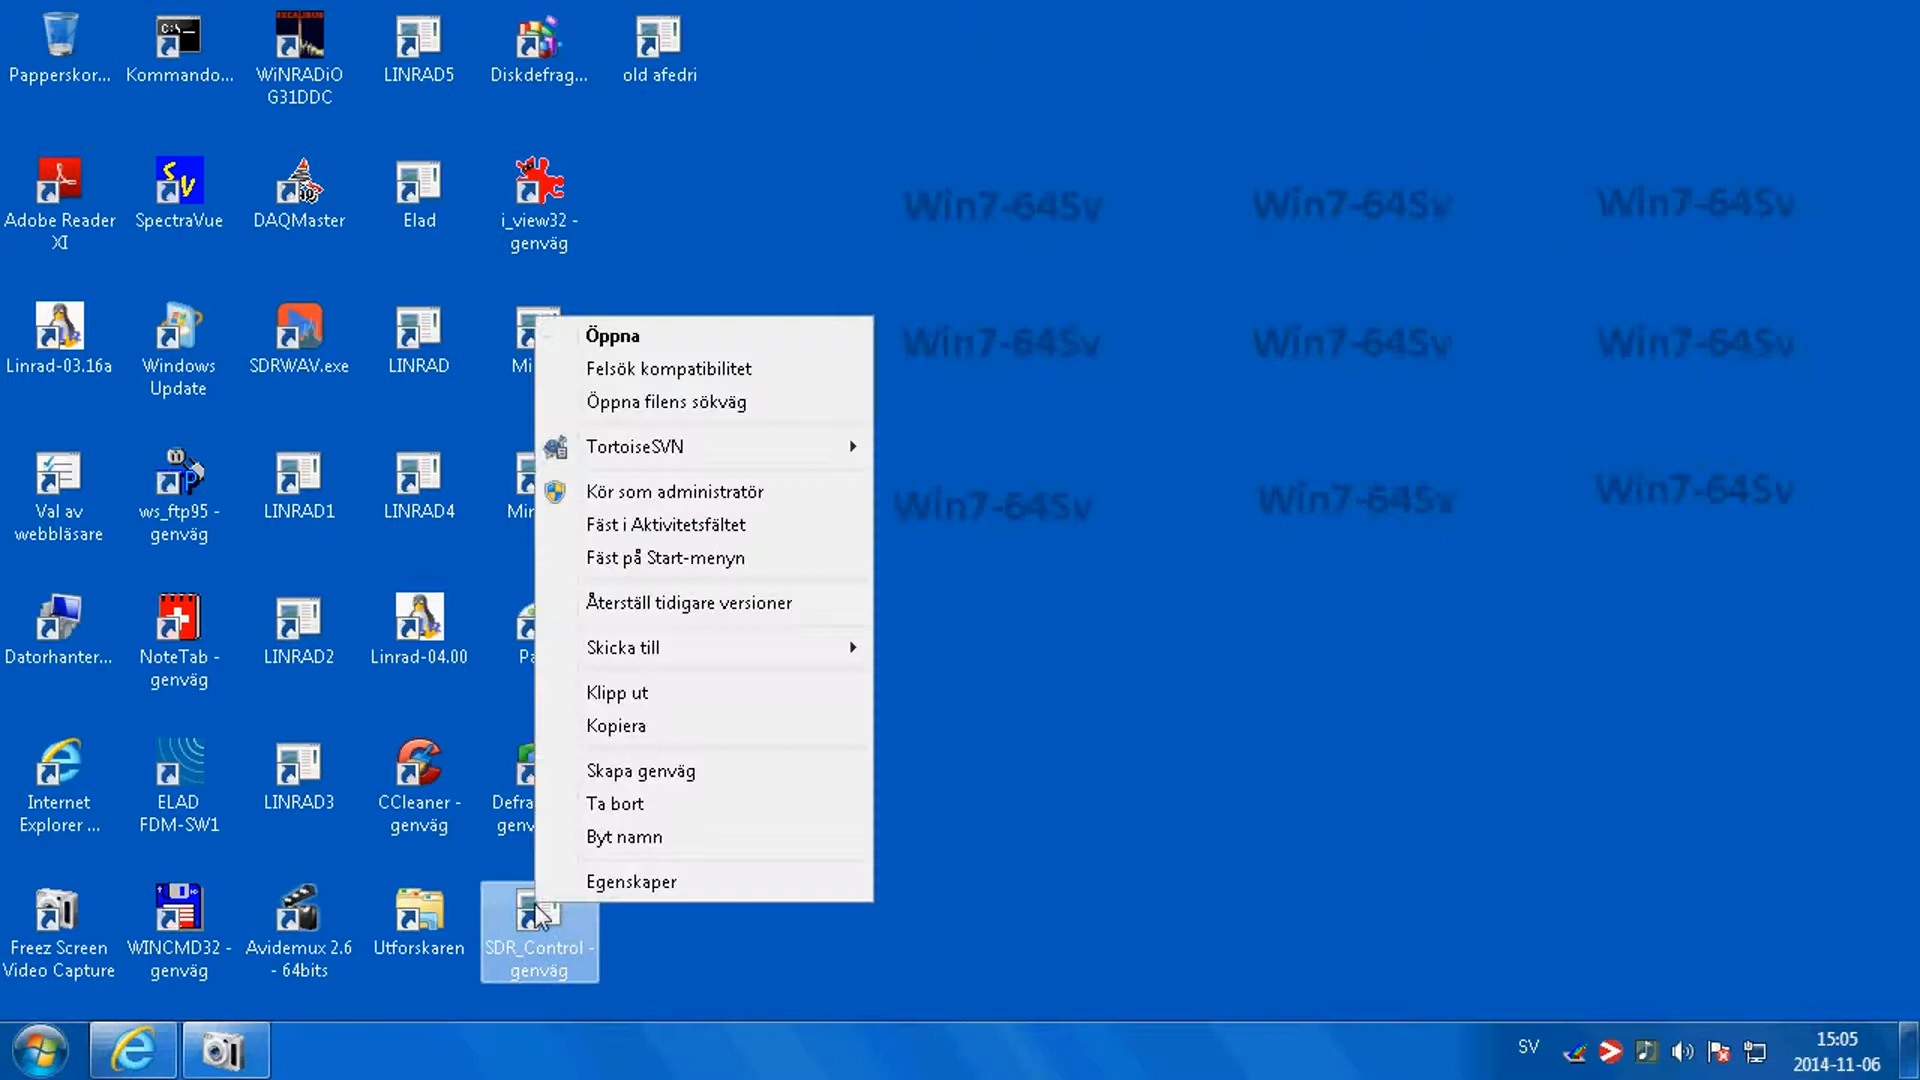 Papperskor...
Kommando...
WiNRADiO
G31DDC
LINRAD5
Diskdefrag...
old afedri
Adobe Reader
XI
SpectraVue
DAQMaster
Elad
i_view32 -
genväg
Linrad-03.16a
Windows
Update
SDRWAV.exe
LINRAD
Val av
webbläsare
ws_ftp95 -
genväg
LINRAD1
LINRAD4
Datorhanter...
NoteTab -
genväg
LINRAD2
Linrad-04.00
Internet
Explorer ...
ELAD
FDM-SW1
LINRAD3
CCleaner -
genväg
Freez Screen
Video Capture
WINCMD32 -
genväg
Avidemux 2.6
- 64bits
Utforskaren
SDR_Control -
genväg
Öppna
Felsök kompatibilitet
Öppna filens sökväg
TortoiseSVN
Kör som administratör
Fäst i Aktivitetsfältet
Fäst på Start-menyn
Återställ tidigare versioner
Skicka till
Klipp ut
Kopiera
Skapa genväg
Ta bort
Byt namn
Egenskaper
Win7-64Sv Win7-64Sv Win7-64Sv
Win7-64Sv Win7-64Sv Win7-64Sv
Win7-64Sv Win7-64Sv Win7-64Sv
SV
15:05
2014-11-06